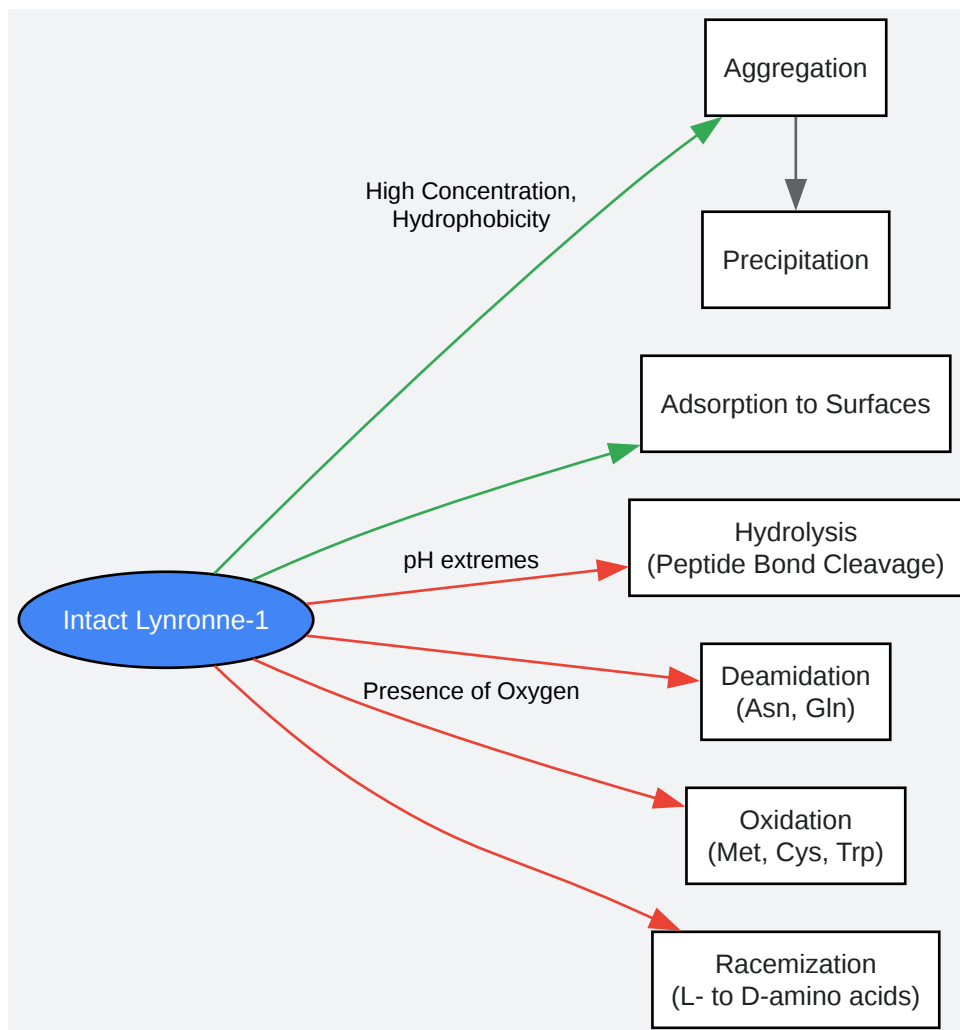 Aggregation
High Concentration,
Hydrophobicity
Precipitation
Adsorption to Surfaces
Hydrolysis
(Peptide Bond Cleavage)
pH extremes
Intact Lynronne-1
Deamidation
(Asn, Gln)
Presence of Oxygen
Oxidation
(Met, Cys, Trp)
Racemization
(L- to D-amino acids)